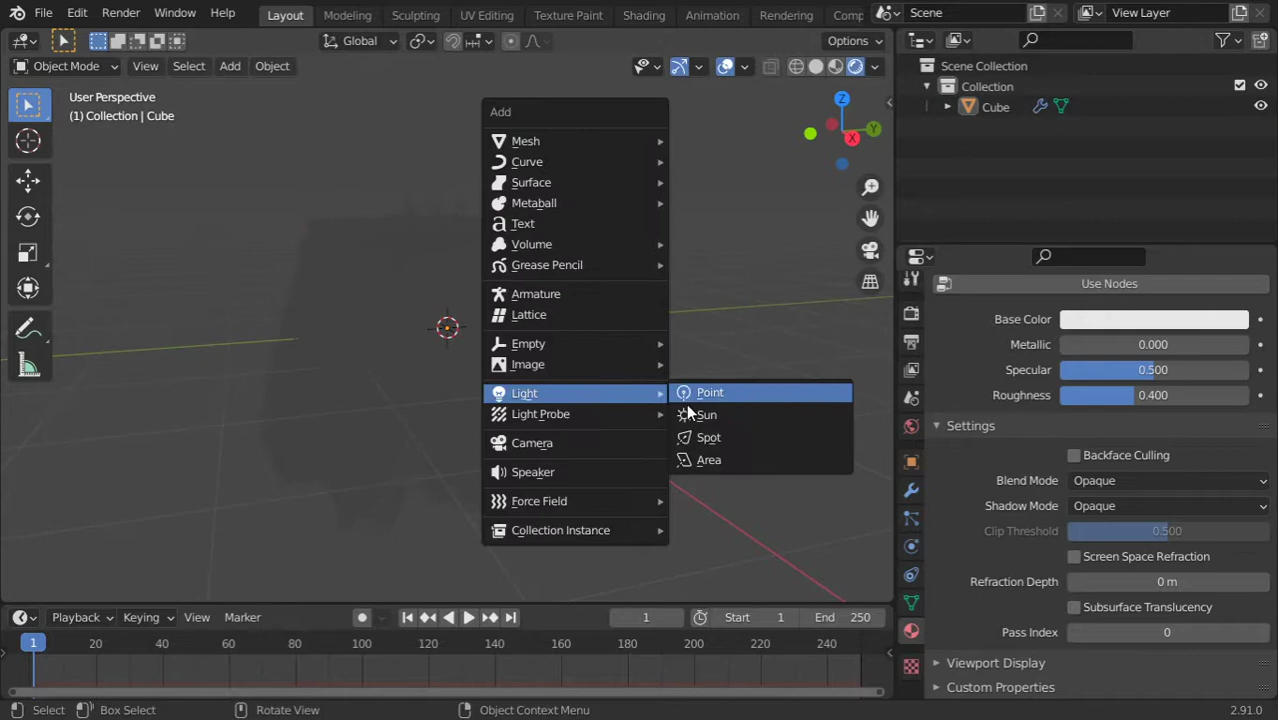 File Edit Render Window Help Layout Modeling Sculpting UV Editing Texture Paint Shading Animation Rendering Comp Scene View Layer
Global Options
Object Mode View Select Add Object
User Perspective
(1) Collection | Cube
Z
Y
X
Add
Mesh
Curve
Surface
Metaball
Text
Volume
Grease Pencil
Armature
Lattice
Empty
Image
Light
Light Probe
Camera
Speaker
Force Field
Collection Instance
Point
Sun
Spot
Area
Scene Collection
Collection
Cube
Use Nodes
Base Color
Metallic 0.000
Specular 0.500
Roughness 0.400
Settings
Backface Culling
Blend Mode Opaque
Shadow Mode Opaque
Clip Threshold 0.500
Screen Space Refraction
Refraction Depth 0 m
Subsurface Translucency
Pass Index 0
Viewport Display
Custom Properties
Playback Keying View Marker 1 Start 1 End 250
1 20 40 60 80 100 120 140 160 180 200 220 240
Select Box Select Rotate View Object Context Menu 2.91.0